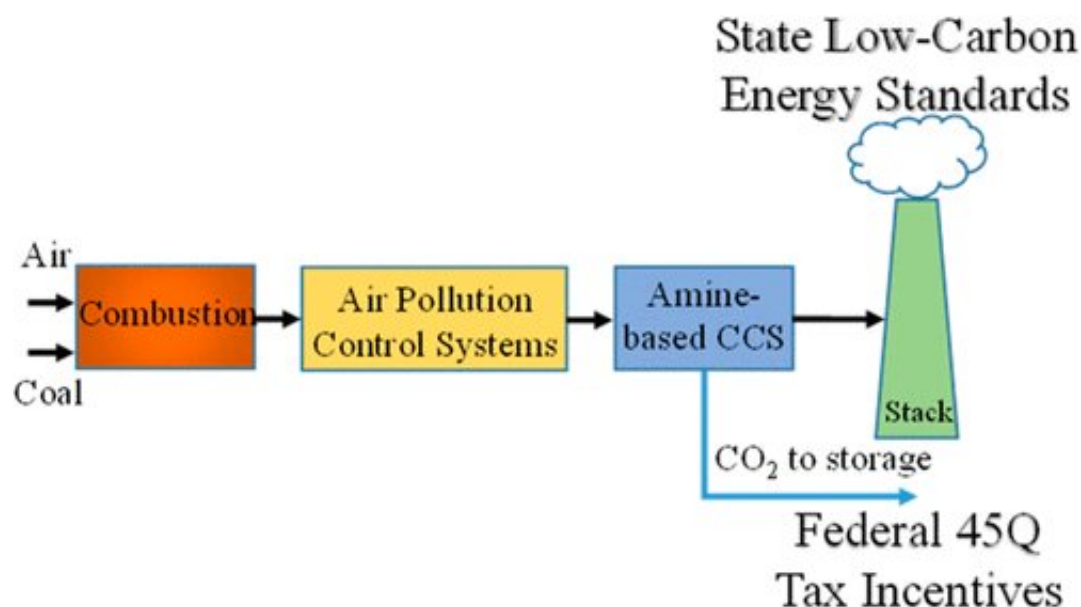 State Low-Carbon
Energy Standards
Air
Combustion
Coal
Air Pollution
Control Systems
Amine-
based CCS
Stack
CO₂ to storage
Federal 45Q
Tax Incentives